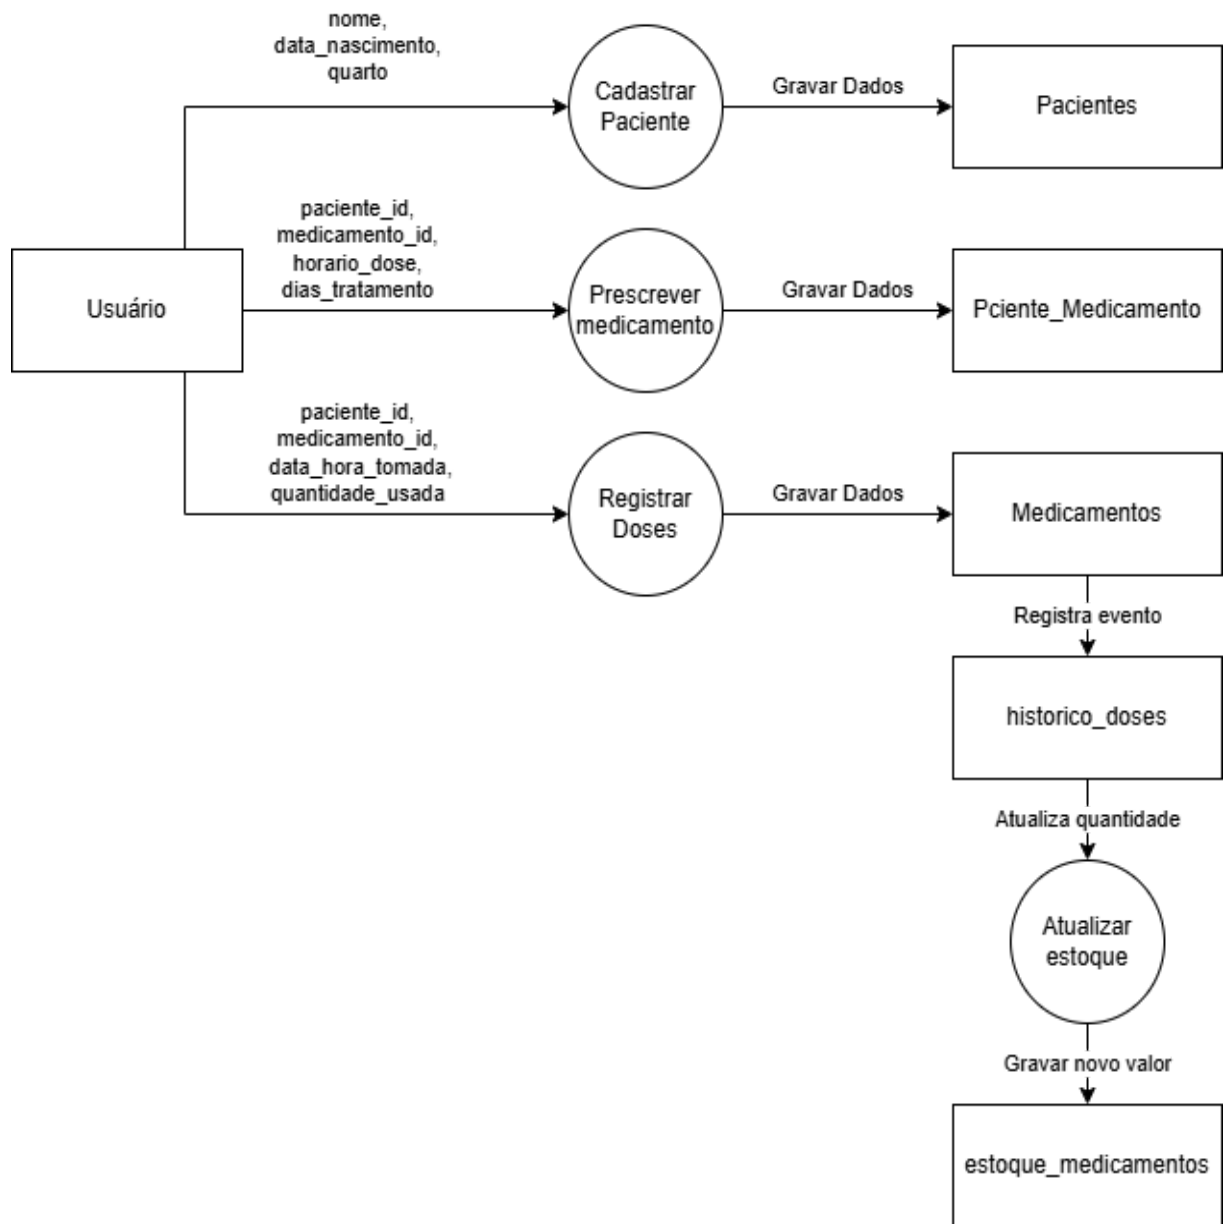 nome,
data_nascimento,
quarto
Cadastrar
Paciente
Gravar Dados
Pacientes
paciente_id,
medicamento_id,
horario_dose,
dias_tratamento
Usuário
Prescrever
medicamento
Gravar Dados
Pciente_Medicamento
paciente_id,
medicamento_id,
data_hora_tomada,
quantidade_usada
Registrar
Doses
Gravar Dados
Medicamentos
Registra evento
historico_doses
Atualiza quantidade
Atualizar
estoque
Gravar novo valor
estoque_medicamentos